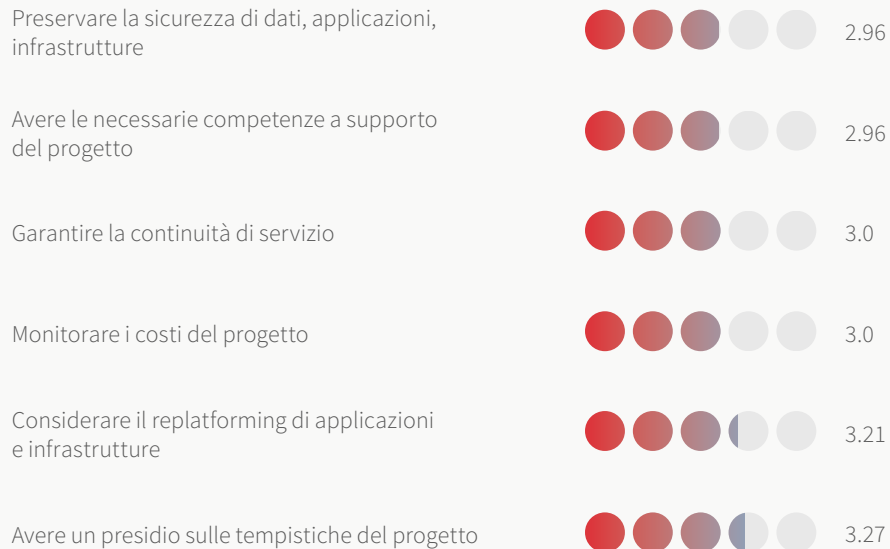 Preservare la sicurezza di dati, applicazioni,
infrastrutture
2.96
Avere le necessarie competenze a supporto
del progetto
2.96
Garantire la continuità di servizio
3.0
Monitorare i costi del progetto
3.0
Considerare il replatforming di applicazioni
e infrastrutture
3.21
Avere un presidio sulle tempistiche del progetto
3.27